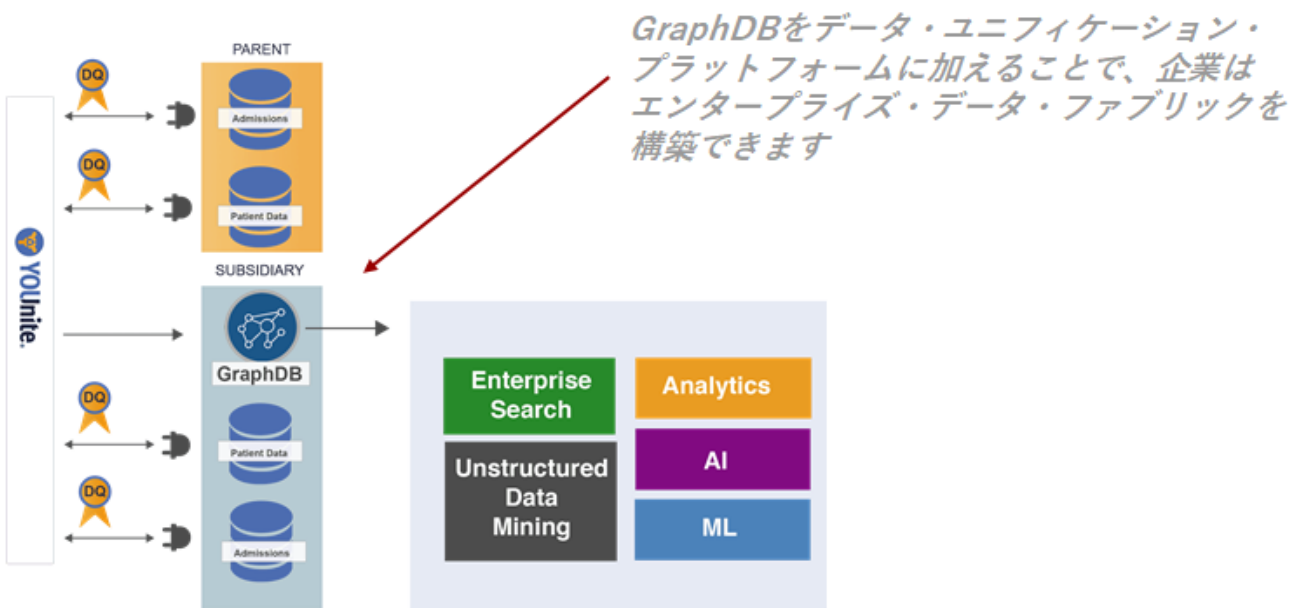 GraphDBをデータ・ユニフィケーション・
プラットフォームに加えることで、企業は
エンタープライズ・データ・ファブリックを
構築できます
PARENT
DQ
Admissions
DQ
Patient Data
YOUnite.
SUBSIDIARY
GraphDB
DQ
Patient Data
DQ
Admissions
Enterprise
Search
Analytics
Unstructured
Data
Mining
AI
ML